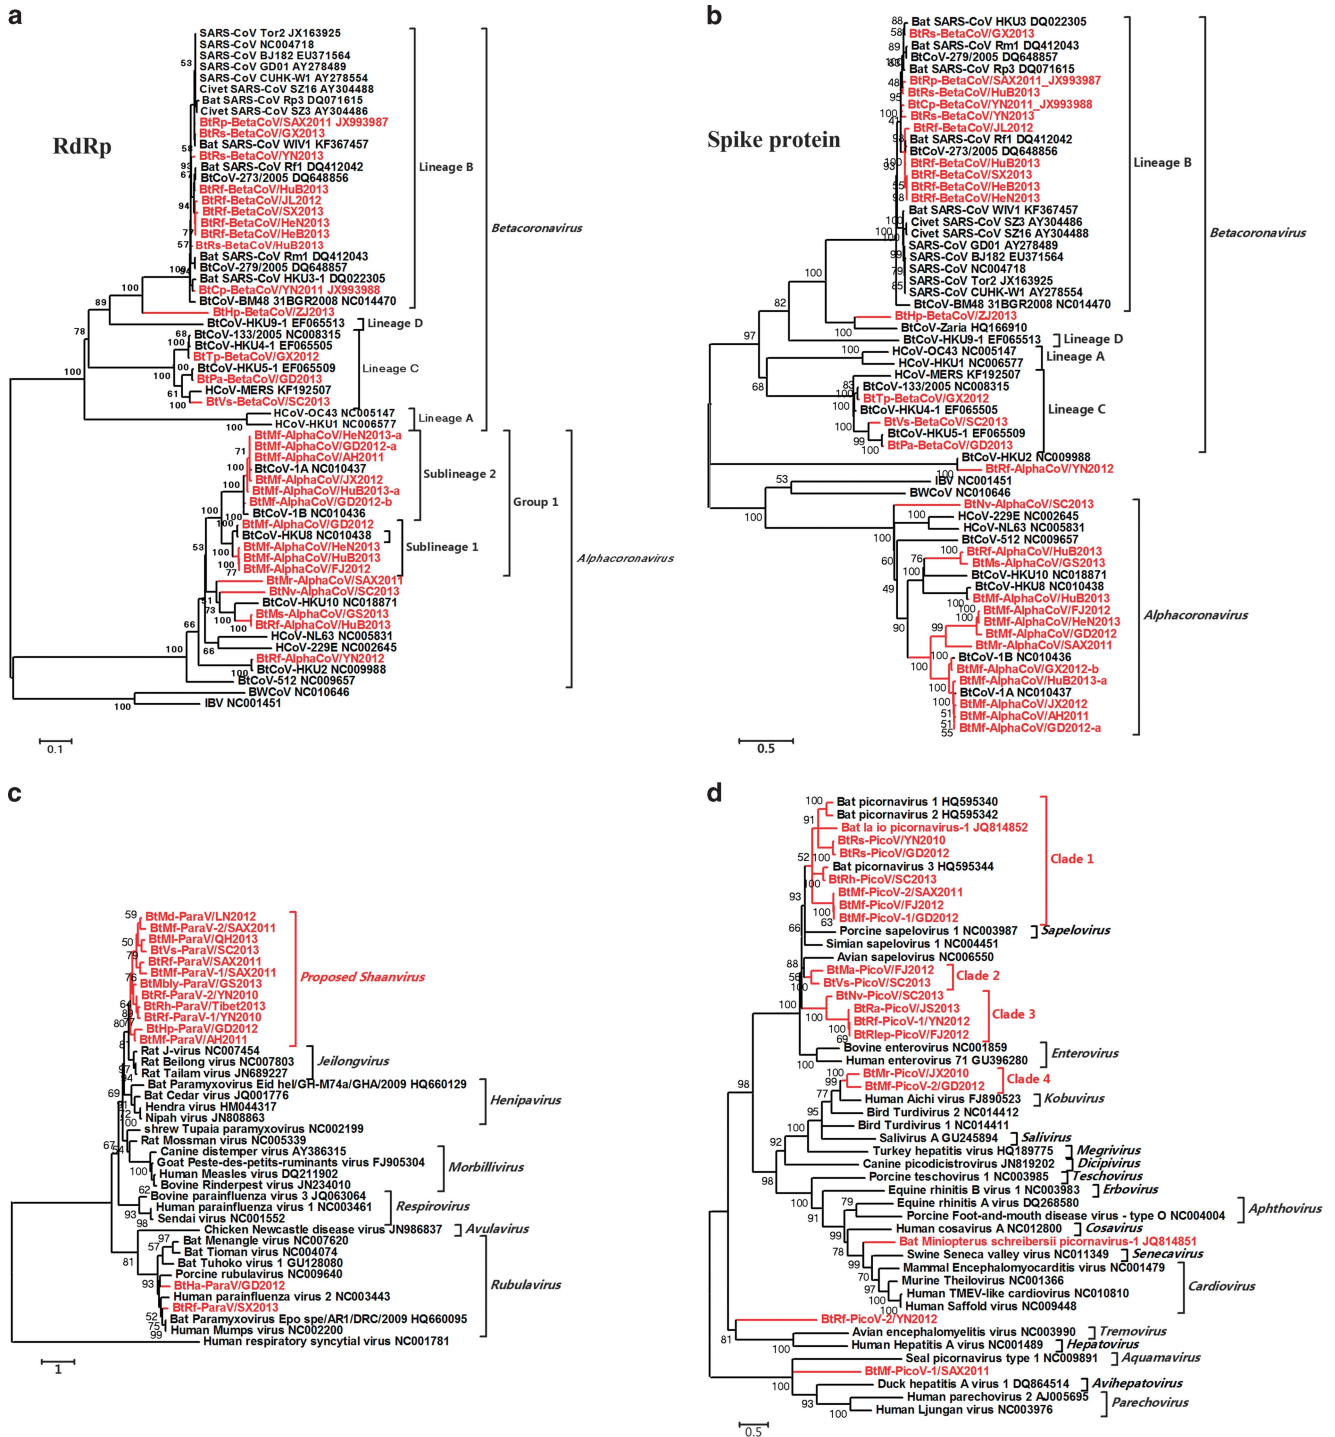 a
RdRp
SARS-CoV Tor2 JX163925
SARS-CoV NC004718
SARS-CoV BJ182 EU371564
SARS-CoV GD01 AY278489
SARS-CoV CUHK-W1 AY278554
Civet SARS-CoV SZ16 AY304488
Bat SARS-CoV Rp3 DQ071615
Civet SARS-CoV SZ3 AY304486
BtRp-BetaCoV/SAX2011 JX993987
BtRs-BetaCoV/GX2013
Bat SARS-CoV WIV1 KF367457
BtRs-BetaCoV/YN2013
Bat SARS-CoV Rf1 DQ412042
BtCoV-273/2005 DQ648856
BtRf-BetaCoV/HuB2013
BtRf-BetaCoV/JL2012
BtRf-BetaCoV/SX2013
BtRf-BetaCoV/HeN2013
BtRf-BetaCoV/HeB2013
BtRs-BetaCoV/HuB2013
Bat SARS-CoV Rm1 DQ412043
BtCoV-279/2005 DQ648857
Bat SARS-CoV HKU3-1 DQ022305
BtCp-BetaCoV/YN2011 JX993988
BtCoV-BM48 31BGR2008 NC014470
BtHp-BetaCoV/ZJ2013
BtCoV-HKU9-1 EF065513
BtCoV-133/2005 NC008315
BtCoV-HKU4-1 EF065505
BtTp-BetaCoV/GX2012
BtCoV-HKU5-1 EF065509
BtPa-BetaCoV/GD2013
HCoV-MERS KF192507
BtVs-BetaCoV/SC2013
HCoV-OC43 NC005147
HCoV-HKU1 NC006577
BtMf-AlphaCoV/HeN2013-a
BtMf-AlphaCoV/GD2012-a
BtMf-AlphaCoV/AH2011
BtCoV-1A NC010437
BtMf-AlphaCoV/JX2012
BtMf-AlphaCoV/HuB2013-a
BtMf-AlphaCoV/GD2012-b
BtCoV-1B NC010436
BtMf-AlphaCoV/GD2012
BtCoV-HKU8 NC010438
BtMf-AlphaCoV/HeN2013
BtMf-AlphaCoV/HuB2013
BtMf-AlphaCoV/FJ2012
BtMr-AlphaCoV/SAX2011
BtNv-AlphaCoV/SC2013
BtCoV-HKU10 NC018871
BtMs-AlphaCoV/GS2013
BtRf-AlphaCoV/HuB2013
HCoV-NL63 NC005831
HCoV-229E NC002645
BtRf-AlphaCoV/YN2012
BtCoV-HKU2 NC009988
BtCoV-512 NC009657
BWCoV NC010646
IBV NC001451
Lineage B
Lineage D
Lineage C
Lineage A
Betacoronavirus
Sublineage 2
Sublineage 1
Group 1
Alphacoronavirus
0.1
b
Spike protein
Bat SARS-CoV HKU3 DQ022305
BtRs-BetaCoV/GX2013
Bat SARS-CoV Rm1 DQ412043
BtCoV-279/2005 DQ648857
Bat SARS-CoV Rp3 DQ071615
BtRp-BetaCoV/SAX2011_JX993987
BtRs-BetaCoV/HuB2013
BtCp-BetaCoV/YN2011_JX993988
BtRs-BetaCoV/YN2013
BtRf-BetaCoV/JL2012
Bat SARS-CoV Rf1 DQ412042
BtCoV-273/2005 DQ648856
BtRf-BetaCoV/HuB2013
BtRf-BetaCoV/SX2013
BtRf-BetaCoV/HeB2013
BtRf-BetaCoV/HeN2013
Bat SARS-CoV WIV1 KF367457
Civet SARS-CoV SZ3 AY304486
Civet SARS-CoV SZ16 AY304488
SARS-CoV GD01 AY278489
SARS-CoV BJ182 EU371564
SARS-CoV NC004718
SARS-CoV Tor2 JX163925
SARS-CoV CUHK-W1 AY278554
BtCoV-BM48 31BGR2008 NC014470
BtHp-BetaCoV/ZJ2013
BtCoV-Zaria HQ166910
BtCoV-HKU9-1 EF065513
HCoV-OC43 NC005147
HCoV-HKU1 NC006577
HCoV-MERS KF192507
BtCoV-133/2005 NC008315
BtTp-BetaCoV/GX2012
BtCoV-HKU4-1 EF065505
BtVs-BetaCoV/SC2013
BtCoV-HKU5-1 EF065509
BtPa-BetaCoV/GD2013
BtCoV-HKU2 NC009988
BtRf-AlphaCoV/YN2012
IBV NC001451
BWCoV NC010646
BtNv-AlphaCoV/SC2013
HCoV-229E NC002645
HCoV-NL63 NC005831
BtCoV-512 NC009657
BtRf-AlphaCoV/HuB2013
BtMs-AlphaCoV/GS2013
BtCoV-HKU10 NC018871
BtCoV-HKU8 NC010438
BtMf-AlphaCoV/HuB2013
BtMf-AlphaCoV/FJ2012
BtMf-AlphaCoV/HeN2013
BtMf-AlphaCoV/GD2012
BtMr-AlphaCoV/SAX2011
BtCoV-1B NC010436
BtMf-AlphaCoV/GX2012-b
BtMf-AlphaCoV/HuB2013-a
BtCoV-1A NC010437
BtMf-AlphaCoV/JX2012
BtMf-AlphaCoV/AH2011
BtMf-AlphaCoV/GD2012-a
Lineage B
Lineage D
Lineage A
Lineage C
Betacoronavirus
Alphacoronavirus
0.5
c
BtMd-ParaV/LN2012
BtMf-ParaV-2/SAX2011
BtMl-ParaV/QH2013
BtVs-ParaV/SC2013
BtRf-ParaV/SAX2011
BtMf-ParaV-1/SAX2011
BtMbly-ParaV/GS2013
BtRf-ParaV-2/YN2010
BtRh-ParaV/Tibet2013
BtRf-ParaV-1/YN2010
BtHp-ParaV/GD2012
BtMf-ParaV/AH2011
Rat J-virus NC007454
Rat Beilong virus NC007803
Rat Tailam virus JN689227
Bat Paramyxovirus Eid hel/GH-M74a/GHA/2009 HQ660129
Bat Cedar virus JQ001776
Hendra virus HM044317
Nipah virus JN808863
shrew Tupaia paramyxovirus NC002199
Rat Mossman virus NC005339
Canine distemper virus AY386315
Goat Peste-des-petits-ruminants virus FJ905304
Human Measles virus DQ211902
Bovine Rinderpest virus JN234010
Bovine parainfluenza virus 3 JQ063064
Human parainfluenza virus 1 NC003461
Sendai virus NC001552
Chicken Newcastle disease virus JN986837
Bat Menangle virus NC007620
Bat Tioman virus NC004074
Bat Tuhoko virus 1 GU128080
Porcine rubulavirus NC009640
BtHa-ParaV/GD2012
Human parainfluenza virus 2 NC003443
BtRf-ParaV/SX2013
Bat Paramyxovirus Epo spe/AR1/DRC/2009 HQ660095
Human Mumps virus NC002200
Human respiratory syncytial virus NC001781
Proposed Shaanvirus
Jeilongvirus
Henipavirus
Morbillivirus
Respirovirus
Avulavirus
Rubulavirus
1
d
Bat picornavirus 1 HQ595340
Bat picornavirus 2 HQ595342
Bat Ia io picornavirus-1 JQ814852
BtRs-PicoV/YN2010
BtRs-PicoV/GD2012
Bat picornavirus 3 HQ595344
BtRh-PicoV/SC2013
BtMf-PicoV-2/SAX2011
BtMf-PicoV/FJ2012
BtMf-PicoV-1/GD2012
Porcine sapelovirus 1 NC003987
Simian sapelovirus 1 NC004451
Avian sapelovirus NC006550
BtMa-PicoV/FJ2012
BtVs-PicoV/SC2013
BtNv-PicoV/SC2013
BtRa-PicoV/JS2013
BtRf-PicoV-1/YN2012
BtRlep-PicoV/FJ2012
Bovine enterovirus NC001859
Human enterovirus 71 GU396280
BtMr-PicoV/JX2010
BtMf-PicoV-2/GD2012
Human Aichi virus FJ890523
Bird Turdivirus 2 NC014412
Bird Turdivirus 1 NC014411
Salivirus A GU245894
Turkey hepatitis virus HQ189775
Canine picodicistrovirus JN819202
Porcine teschovirus 1 NC001985
Equine rhinitis B virus 1 NC003983
Equine rhinitis A virus DQ268580
Porcine Foot-and-mouth disease virus - type O NC004004
Human cosavirus A NC012800
Bat Miniopterus schreibersii picornavirus-1 JQ814851
Swine Seneca valley virus NC011349
Mammal Encephalomyocarditis virus NC001479
Murine Theilovirus NC001366
Human TMEV-like cardiovirus NC010810
Human Saffold virus NC009448
BtRf-PicoV-2/YN2012
Avian encephalomyelitis virus NC003990
Human Hepatitis A virus NC001489
Seal picornavirus type 1 NC009891
BtMf-PicoV-1/SAX2011
Duck hepatitis A virus 1 DQ864514
Human parechovirus 2 AJ005695
Human Ljungan virus NC003976
Clade 1
Sapelovirus
Clade 2
Clade 3
Enterovirus
Clade 4
Kobuvirus
Salivirus
Megrivirus
Dicipivirus
Teschovirus
Erbovirus
Aphthovirus
Cosavirus
Senecavirus
Cardiovirus
Tremovirus
Hepatovirus
Aquamavirus
Avihepatovirus
Parechovirus
0.5